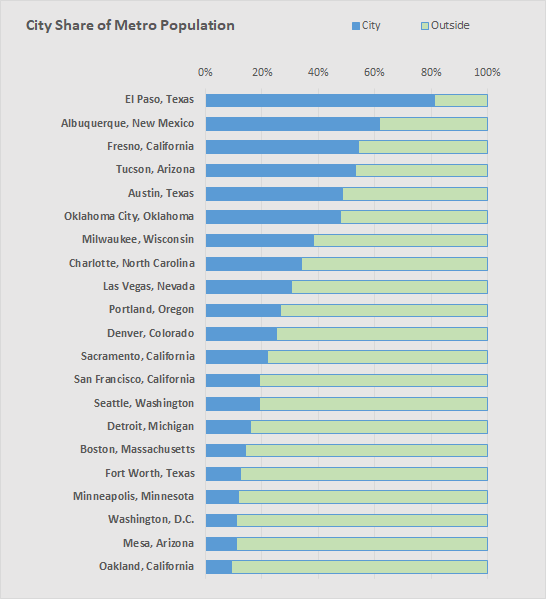 City Share of Metro Population
City
Outside
0% 20% 40% 60% 80% 100%
El Paso, Texas
Albuquerque, New Mexico
Fresno, California
Tucson, Arizona
Austin, Texas
Oklahoma City, Oklahoma
Milwaukee, Wisconsin
Charlotte, North Carolina
Las Vegas, Nevada
Portland, Oregon
Denver, Colorado
Sacramento, California
San Francisco, California
Seattle, Washington
Detroit, Michigan
Boston, Massachusetts
Fort Worth, Texas
Minneapolis, Minnesota
Washington, D.C.
Mesa, Arizona
Oakland, California